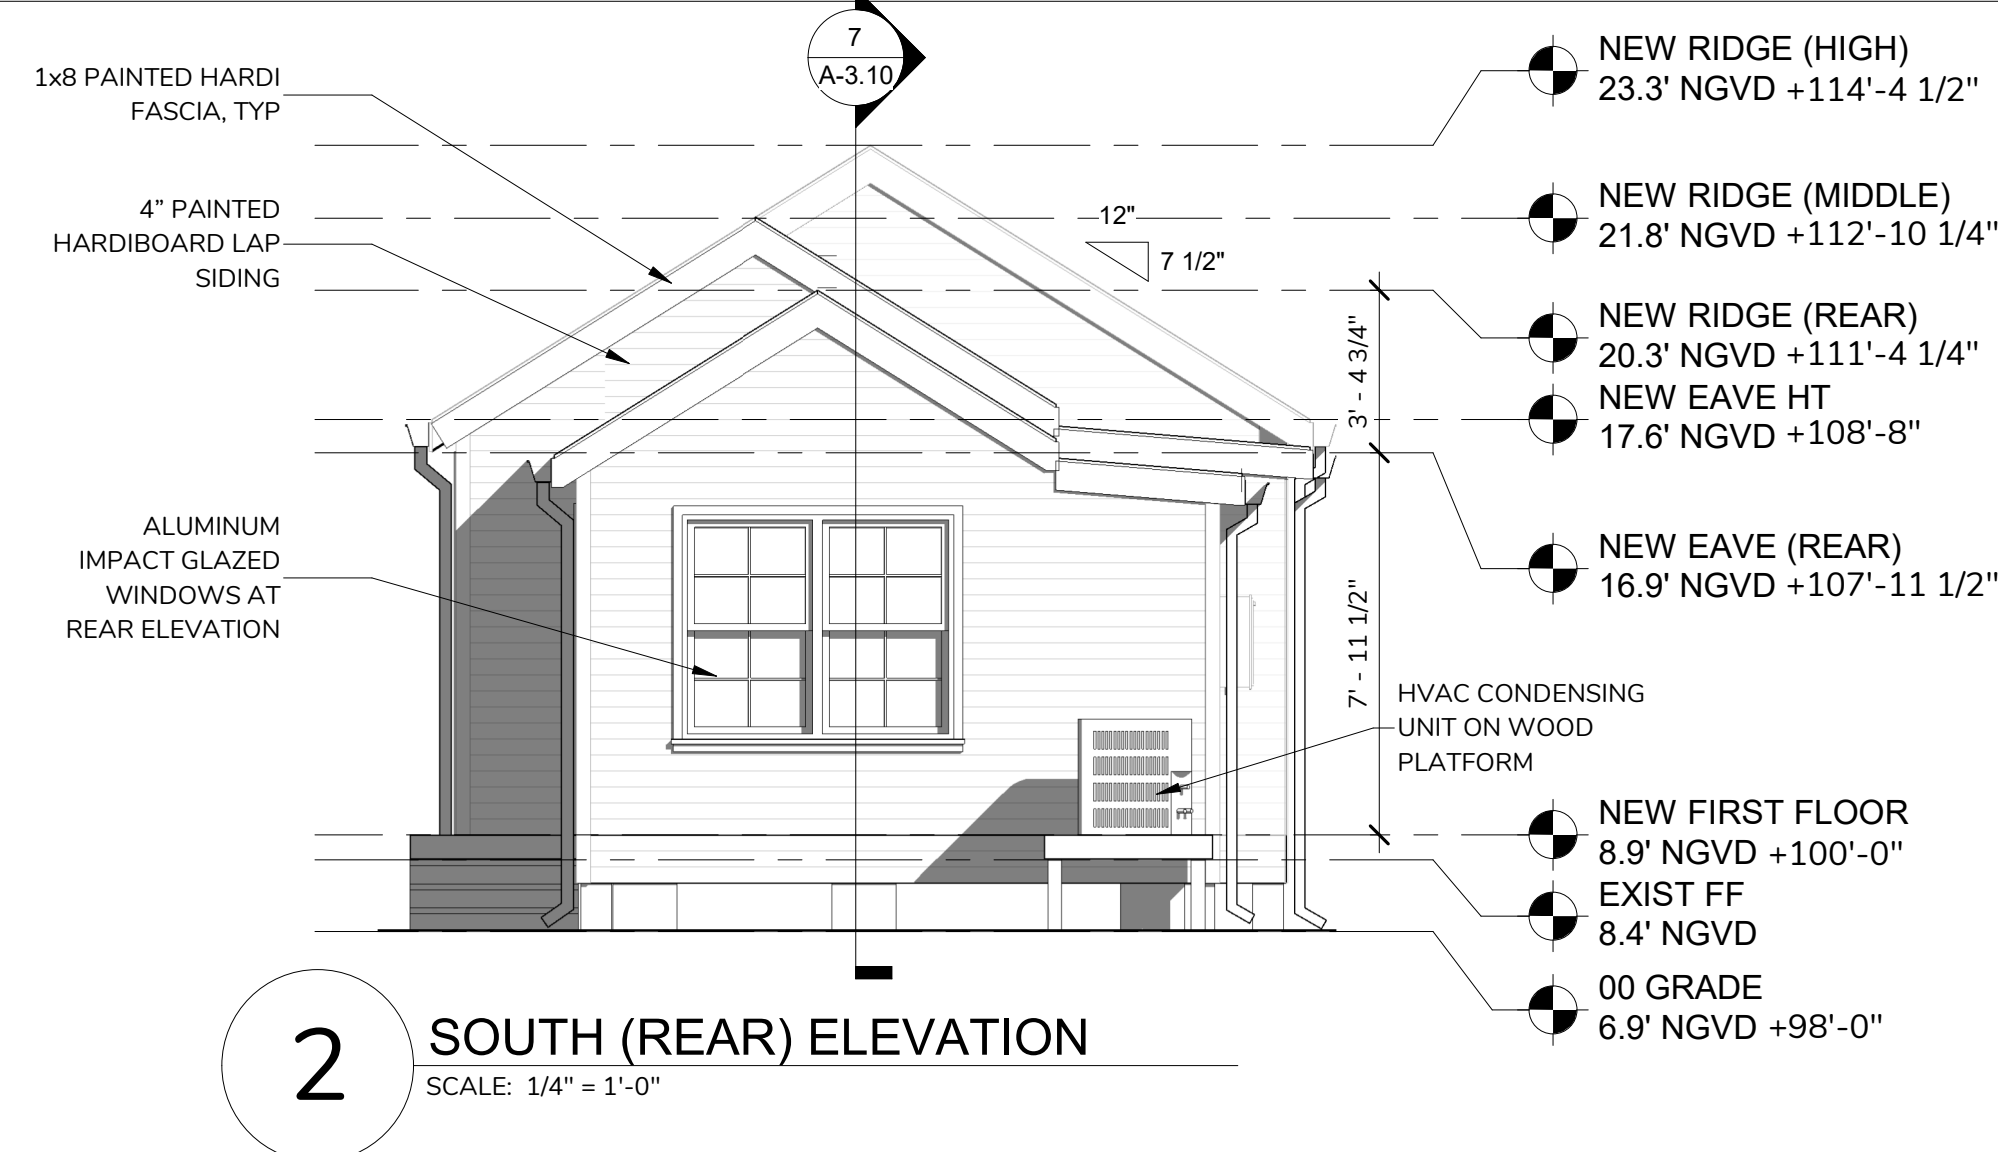 7
A-3.10
1x8 PAINTED HARDI
FASCIA, TYP
4” PAINTED
HARDIBOARD LAP
SIDING
ALUMINUM
IMPACT GLAZED
WINDOWS AT
REAR ELEVATION
12"
7 1/2"
3' - 4 3/4"
7' - 11 1/2"
HVAC CONDENSING
UNIT ON WOOD
PLATFORM
NEW RIDGE (HIGH)
23.3' NGVD +114'-4 1/2"
NEW RIDGE (MIDDLE)
21.8' NGVD +112'-10 1/4"
NEW RIDGE (REAR)
20.3' NGVD +111'-4 1/4"
NEW EAVE HT
17.6' NGVD +108'-8"
NEW EAVE (REAR)
16.9' NGVD +107'-11 1/2"
NEW FIRST FLOOR
8.9' NGVD +100'-0"
EXIST FF
8.4' NGVD
00 GRADE
6.9' NGVD +98'-0"
2
SOUTH (REAR) ELEVATION
SCALE: 1/4" = 1'-0"